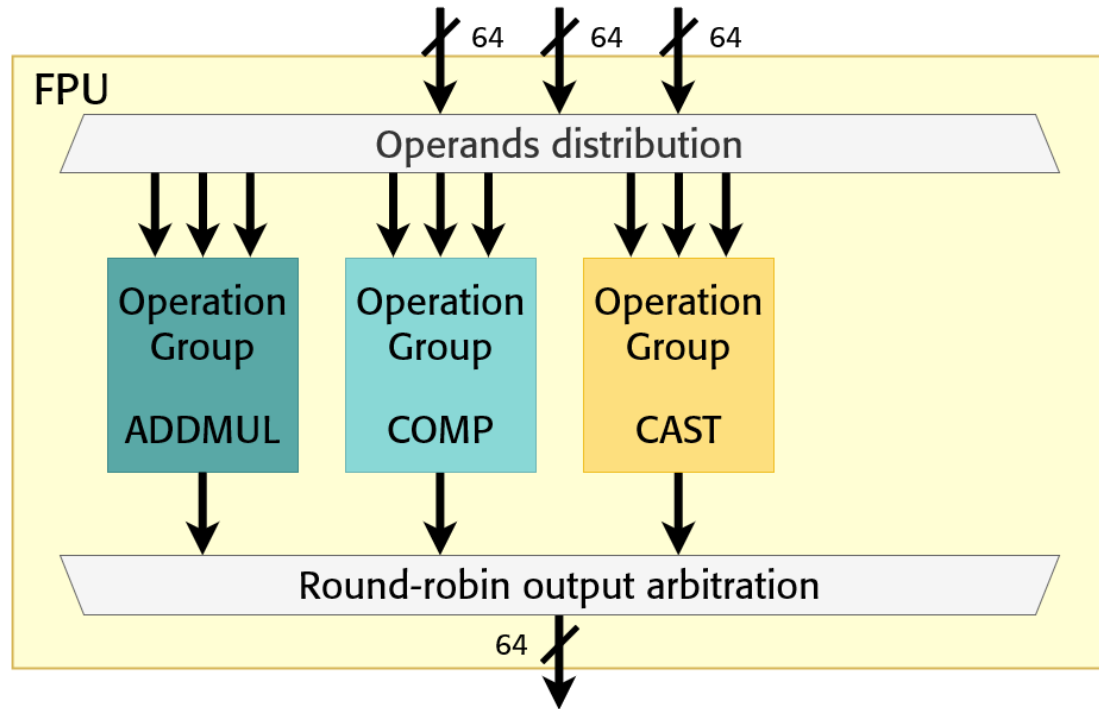 64 64 64
FPU
Operands distribution
Operation Group ADDMUL
Operation Group COMP
Operation Group CAST
Round-robin output arbitration
64